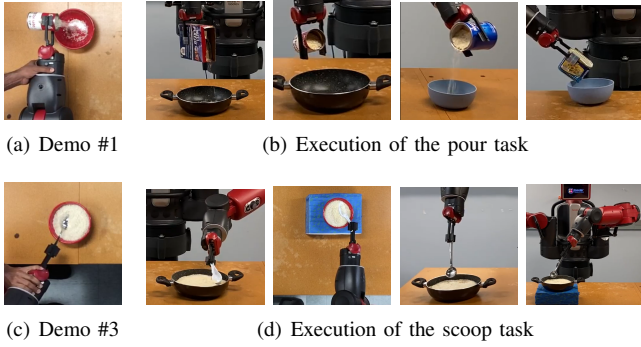 (a) Demo #1
(b) Execution of the pour task
(c) Demo #3
(d) Execution of the scoop task